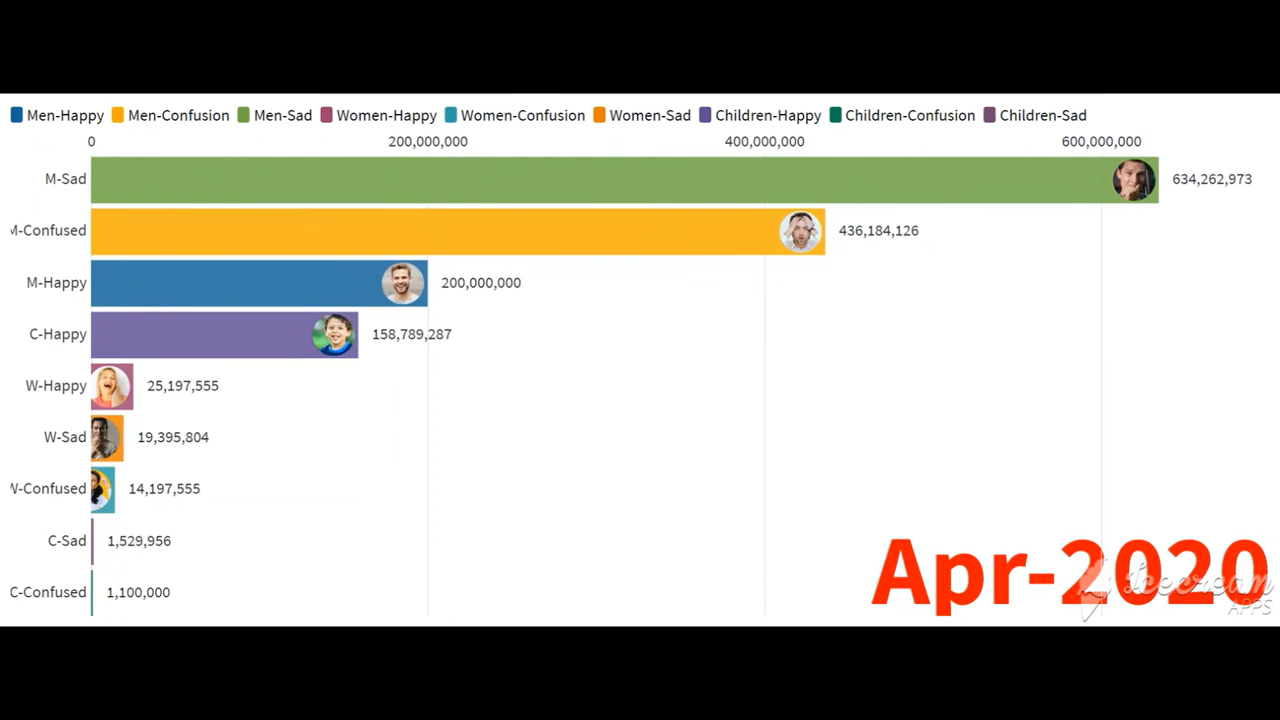 Men-Happy Men-Confusion Men-Sad Women-Happy Women-Confusion Women-Sad Children-Happy Children-Confusion Children-Sad
0 200,000,000 400,000,000 600,000,000
M-Sad 634,262,973
M-Confused 436,184,126
M-Happy 200,000,000
C-Happy 158,789,287
W-Happy 25,197,555
W-Sad 19,395,804
W-Confused 14,197,555
C-Sad 1,529,956
C-Confused 1,100,000
Apr-2020
Icecream
APPS